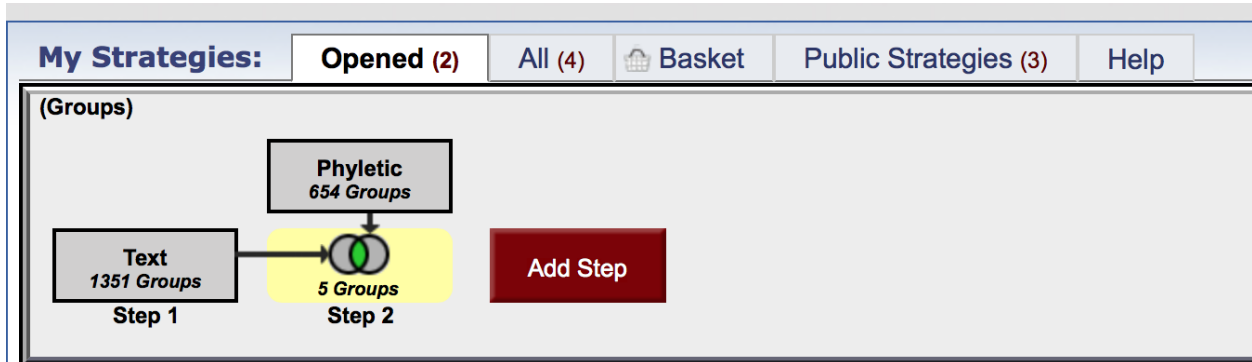 My Strategies: Opened (2) All (4) Basket Public Strategies (3) Help
(Groups)
Phyletic
654 Groups
Text
1351 Groups
5 Groups
Add Step
Step 1
Step 2